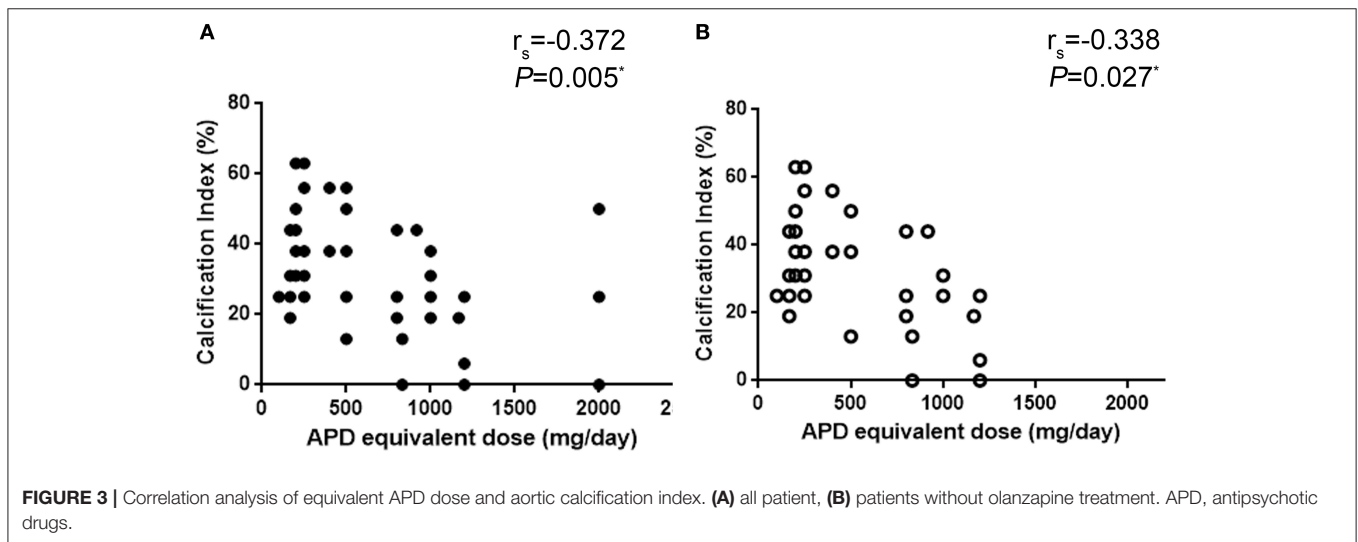 A
r_s=-0.372
P=0.005*
80
60
40
20
0
Calcification Index (%)
0 500 1000 1500 2000 2
APD equivalent dose (mg/day)
B
r_s=-0.338
P=0.027*
80
60
40
20
0
Calcification Index (%)
0 500 1000 1500 2000
APD equivalent dose (mg/day)
FIGURE 3 | Correlation analysis of equivalent APD dose and aortic calcification index. (A) all patient, (B) patients without olanzapine treatment. APD, antipsychotic
drugs.